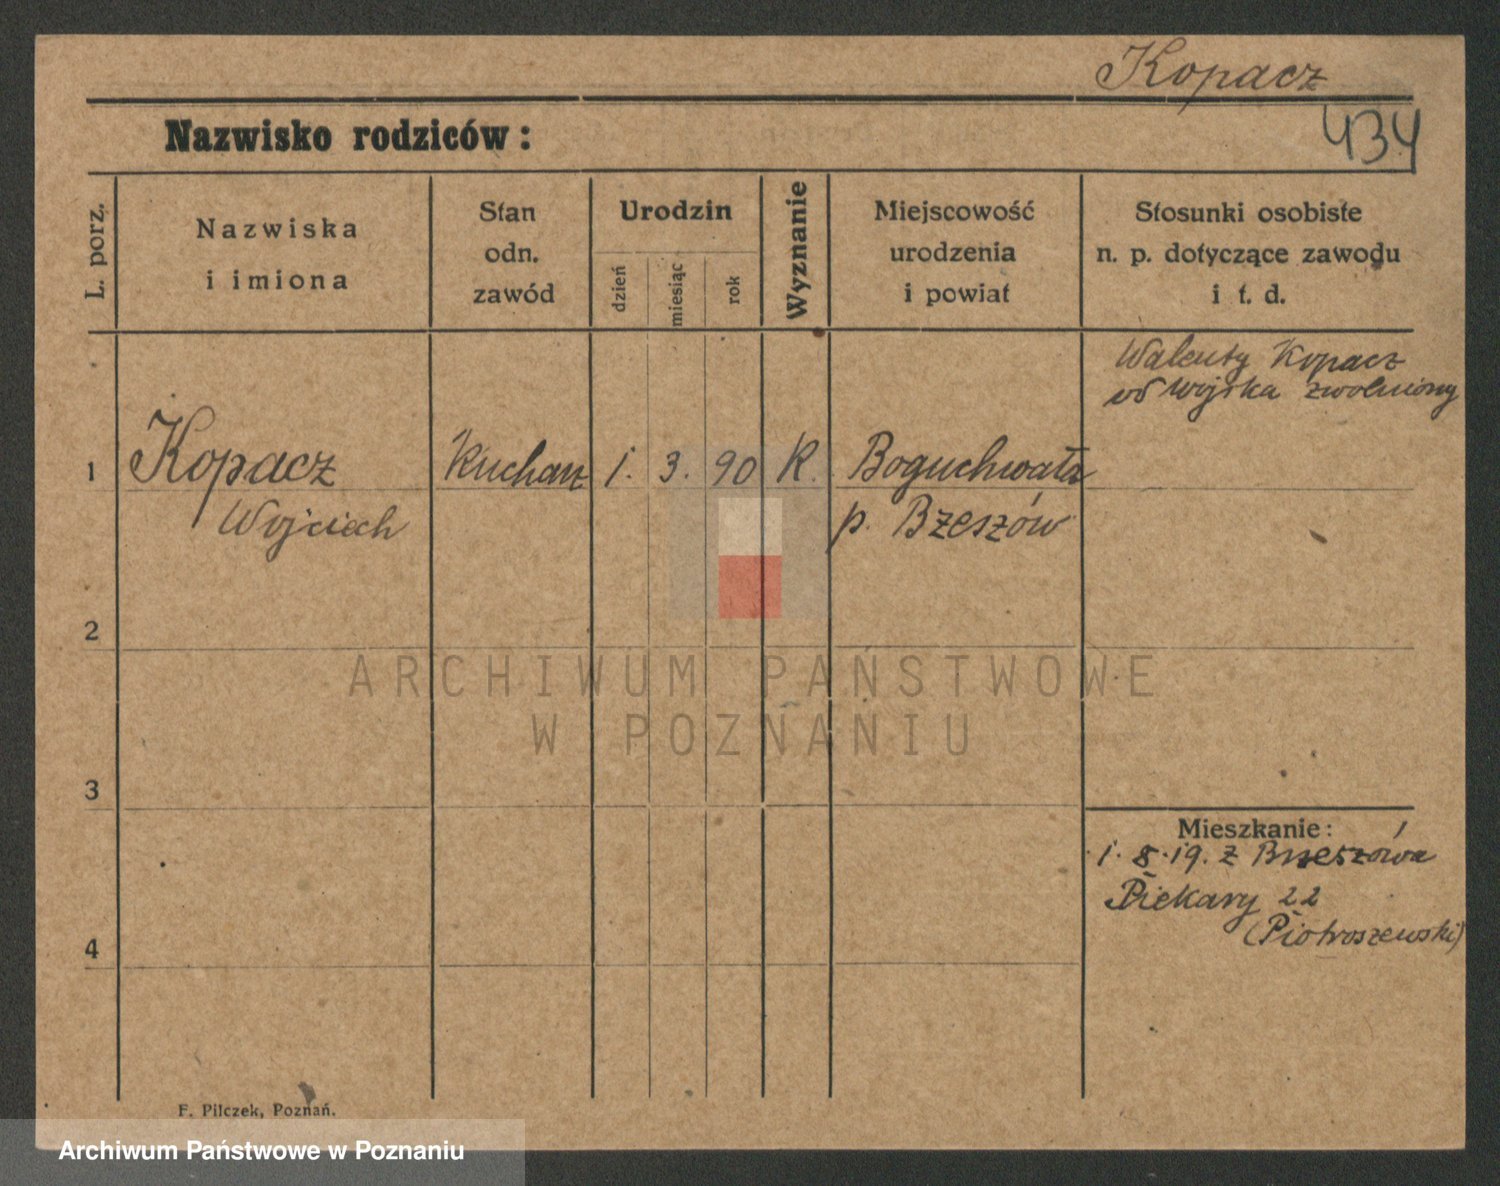 Kopacz
434
Nazwisko rodziców:
L. porz.
Nazwiska
i imiona
Stan
odn.
zawód
Urodzin
dzień
miesiąc
rok
Wyznanie
Miejscowość
urodzenia
i powiat
Stosunki osobiste
n. p. dotyczące zawodu
i t. d.
Walenty Kopacz
od wojska zwolniony
1 Kopacz Kucharz 1. 3. 90 K. Boguchwała
Wojciech p. Bzeszów
2
ARCHIWUM PAŃSTWOWE
W POZNANIU
3
Mieszkanie:
1. 8. 19. z Brzeszówa
Piekary 22
(Piotroszewski)
4
F. Pilczek, Poznań.
Archiwum Państwowe w Poznaniu